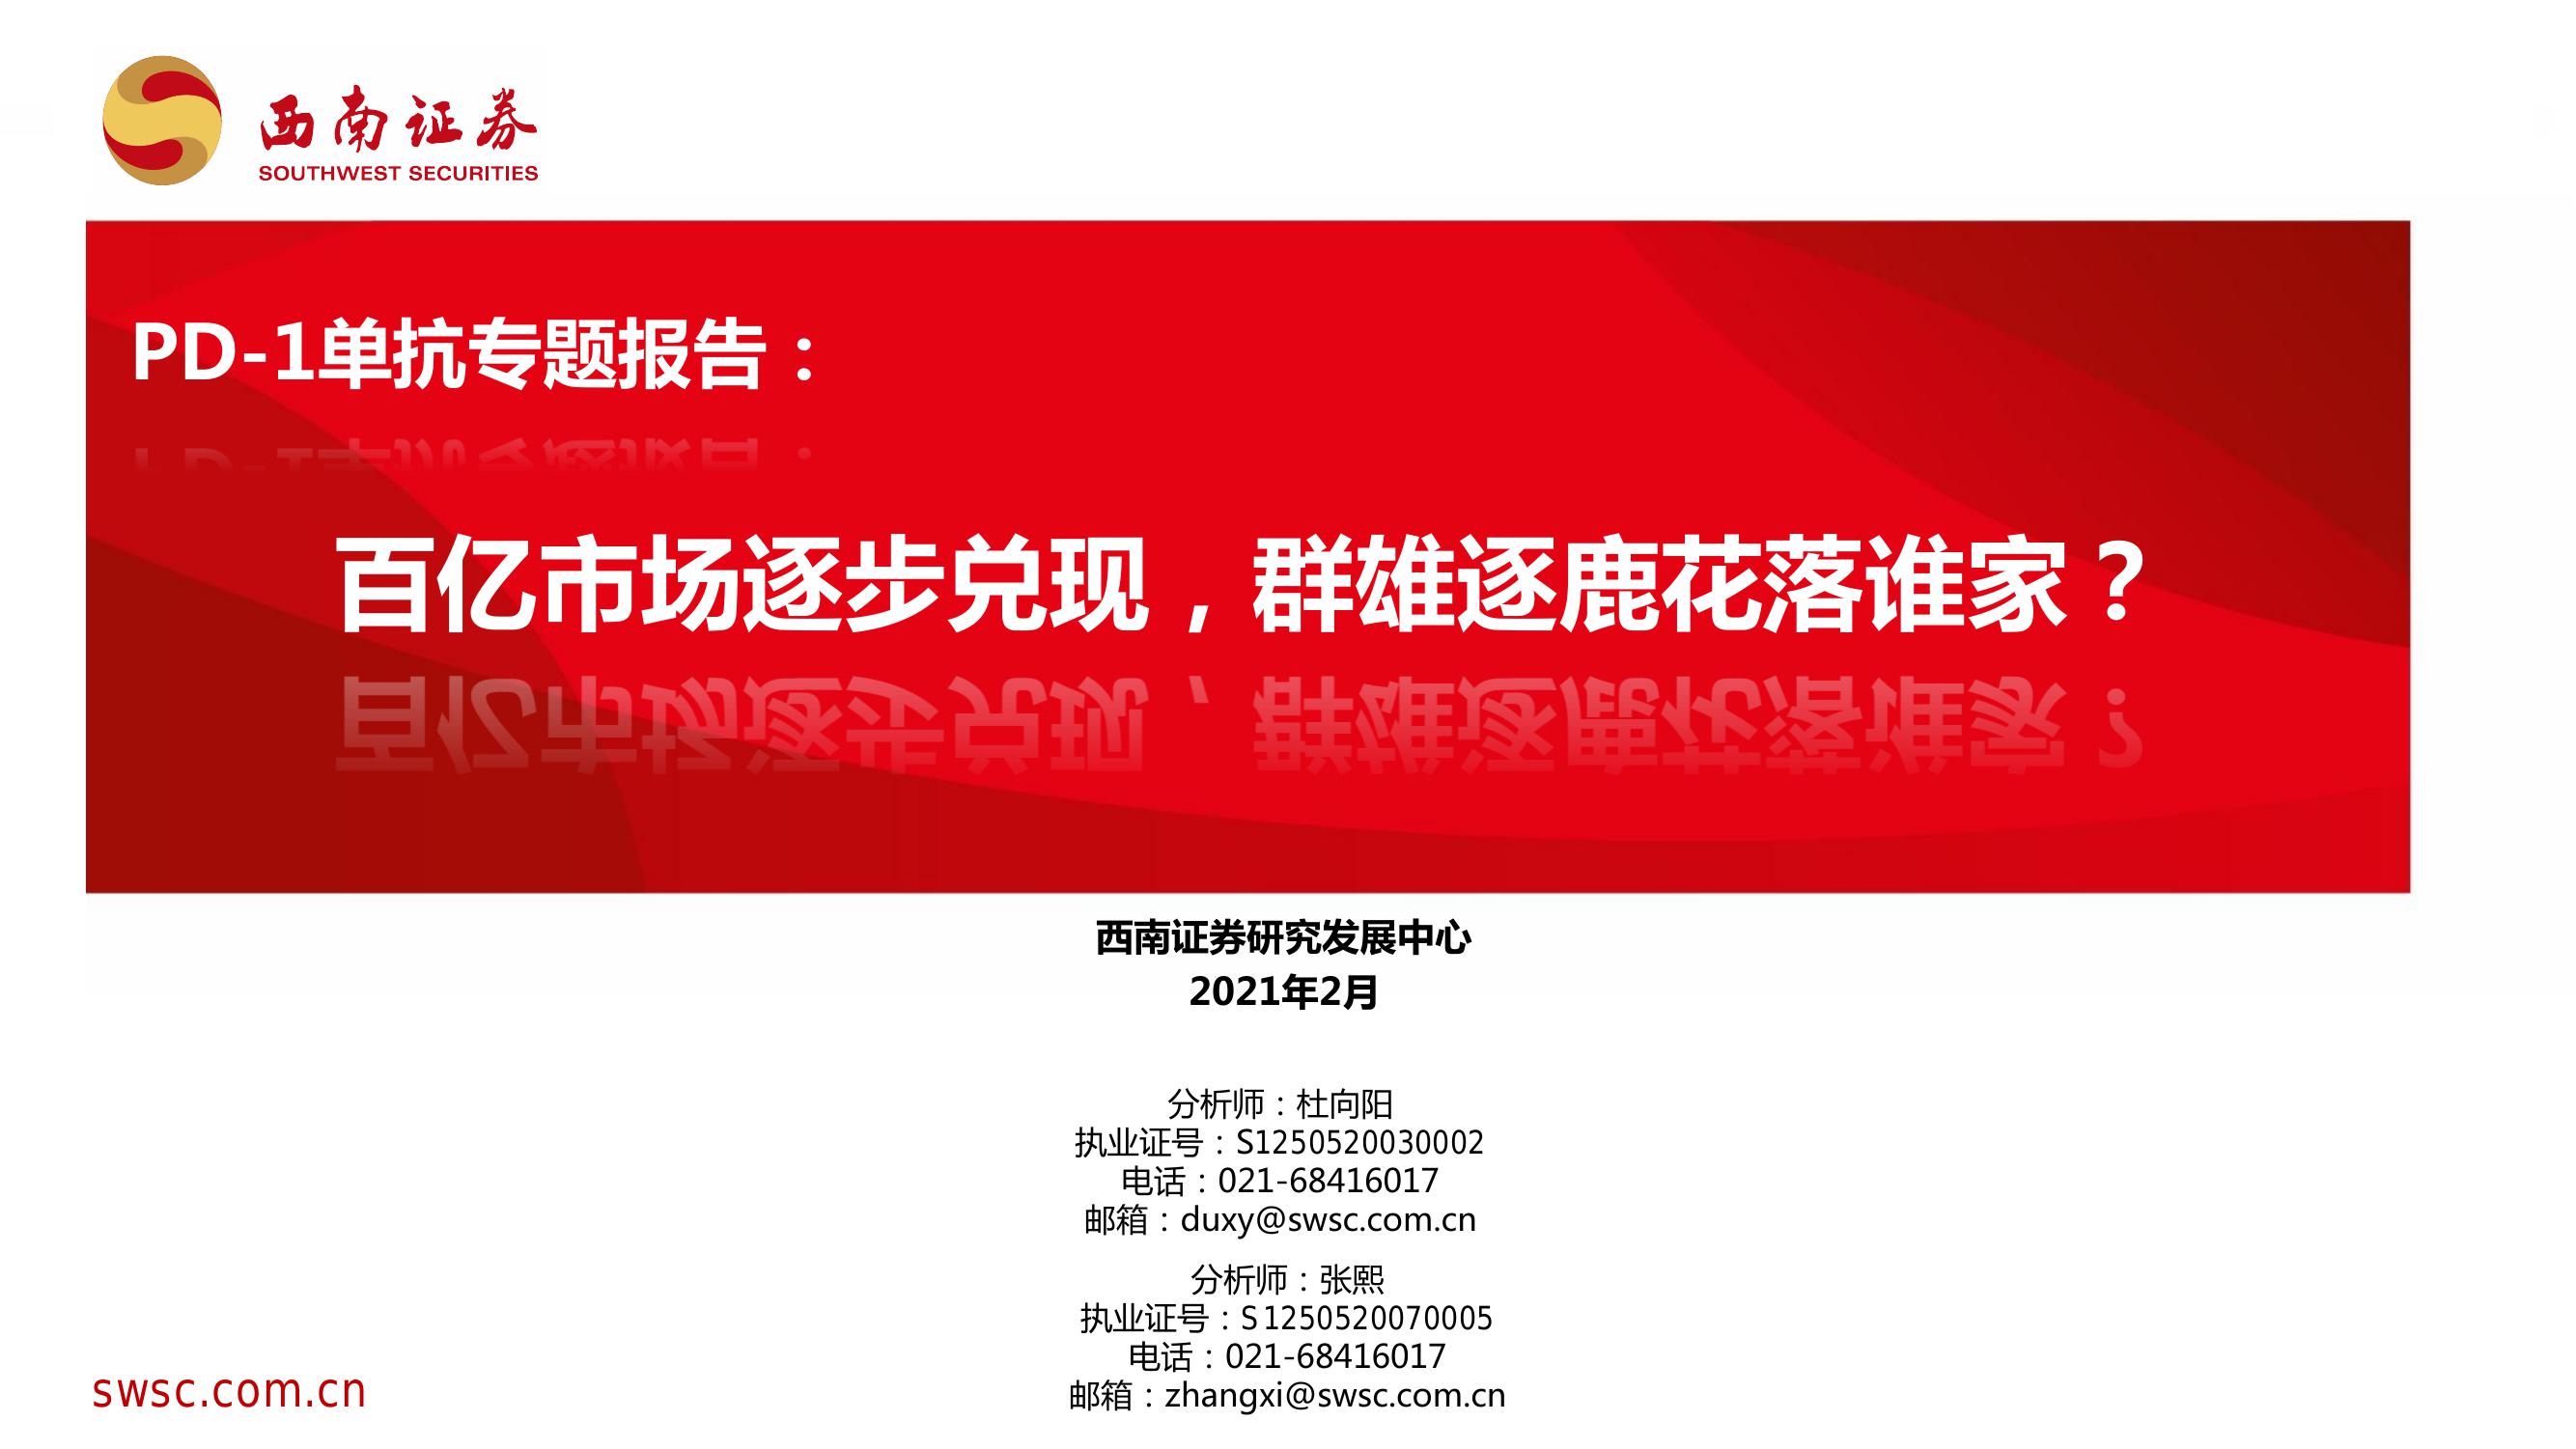 西南证券
SOUTHWEST SECURITIES
PD-1单抗专题报告：
百亿市场逐步兑现，群雄逐鹿花落谁家？
西南证券研究发展中心
2021年2月
分析师：杜向阳
执业证号：S1250520030002
电话：021-68416017
邮箱：duxy@swsc.com.cn
分析师：张熙
执业证号：S1250520070005
电话：021-68416017
邮箱：zhangxi@swsc.com.cn
swsc.com.cn